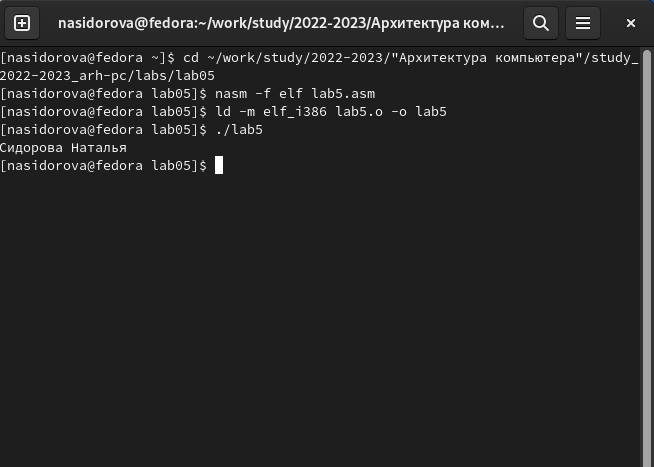 nasidorova@fedora:~/work/study/2022-2023/Архитектура ком...
[nasidorova@fedora ~]$ cd ~/work/study/2022-2023/"Архитектура компьютера"/study_
2022-2023_arh-pc/labs/lab05
[nasidorova@fedora lab05]$ nasm -f elf lab5.asm
[nasidorova@fedora lab05]$ ld -m elf_i386 lab5.o -o lab5
[nasidorova@fedora lab05]$ ./lab5
Сидорова Наталья
[nasidorova@fedora lab05]$